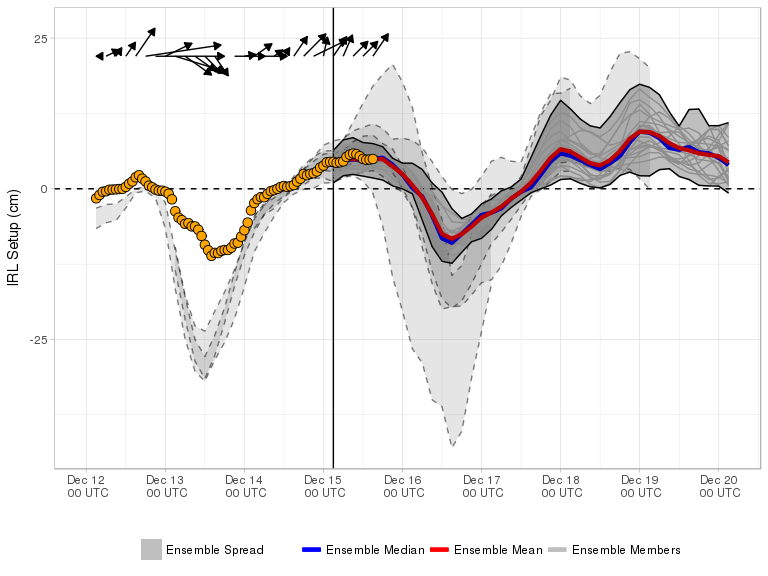 IRL Setup (cm)
25
0
-25
Dec 12 Dec 13 Dec 14 Dec 15 Dec 16 Dec 17 Dec 18 Dec 19 Dec 20
00 UTC 00 UTC 00 UTC 00 UTC 00 UTC 00 UTC 00 UTC 00 UTC 00 UTC
Ensemble Spread Ensemble Median Ensemble Mean Ensemble Members